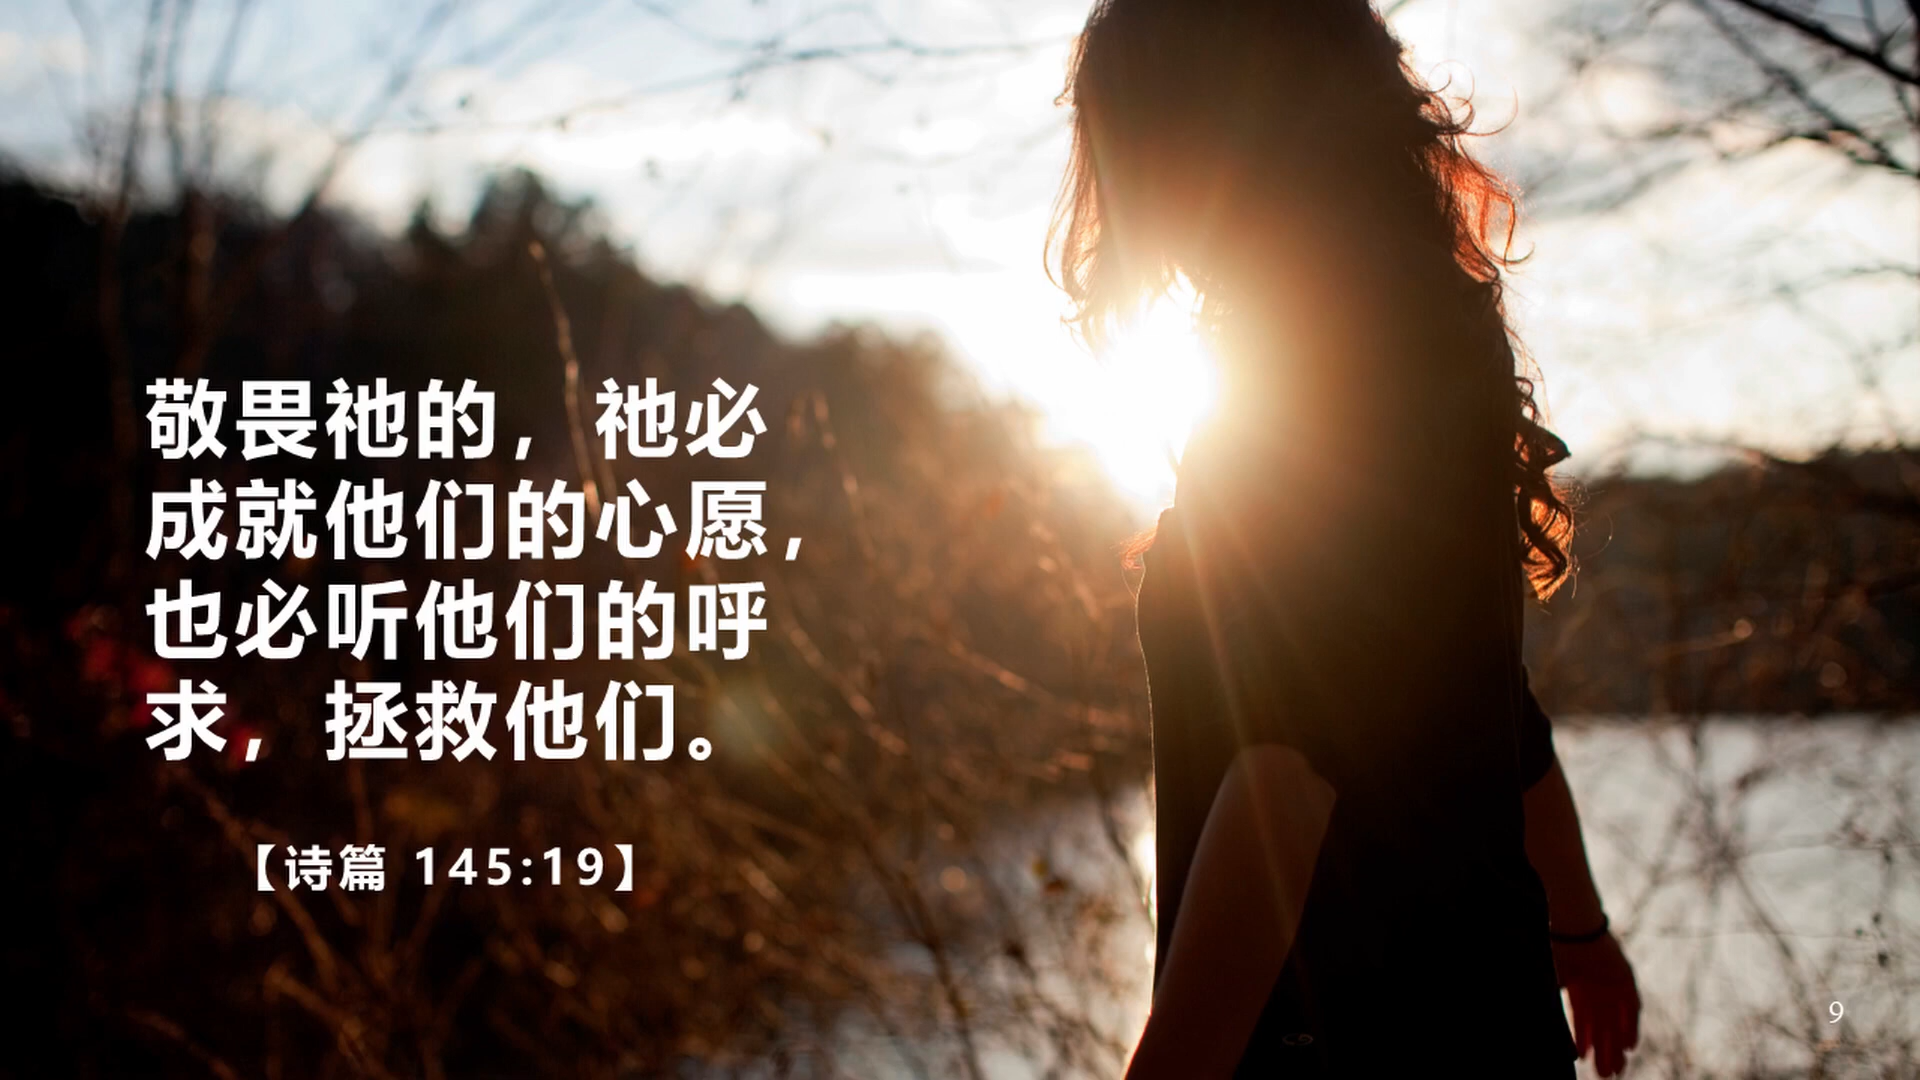 敬畏祂的，祂必
成就他们的心愿，
也必听他们的呼
求，拯救他们。
【诗篇 145:19】
9